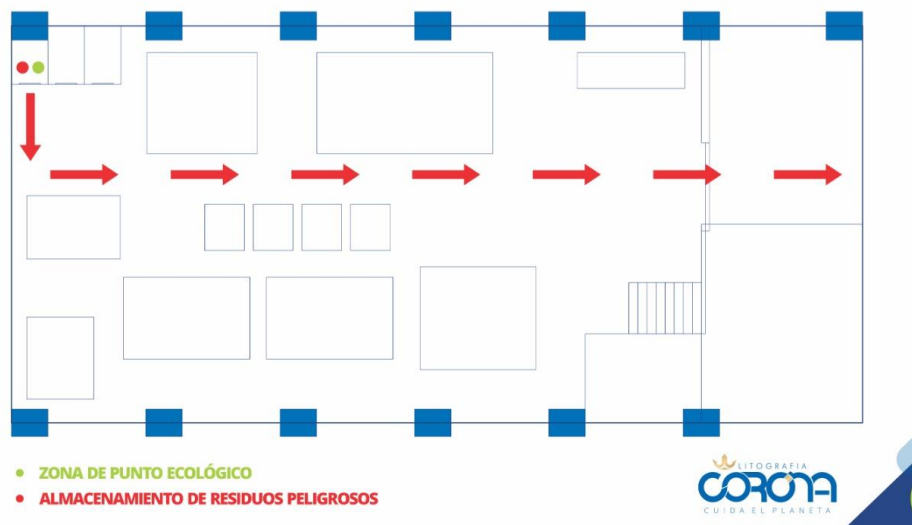 ZONA DE PUNTO ECOLÓGICO
ALMACENAMIENTO DE RESIDUOS PELIGROSOS
LITOGRAFIA
CORONA
CUIDA EL PLANETA